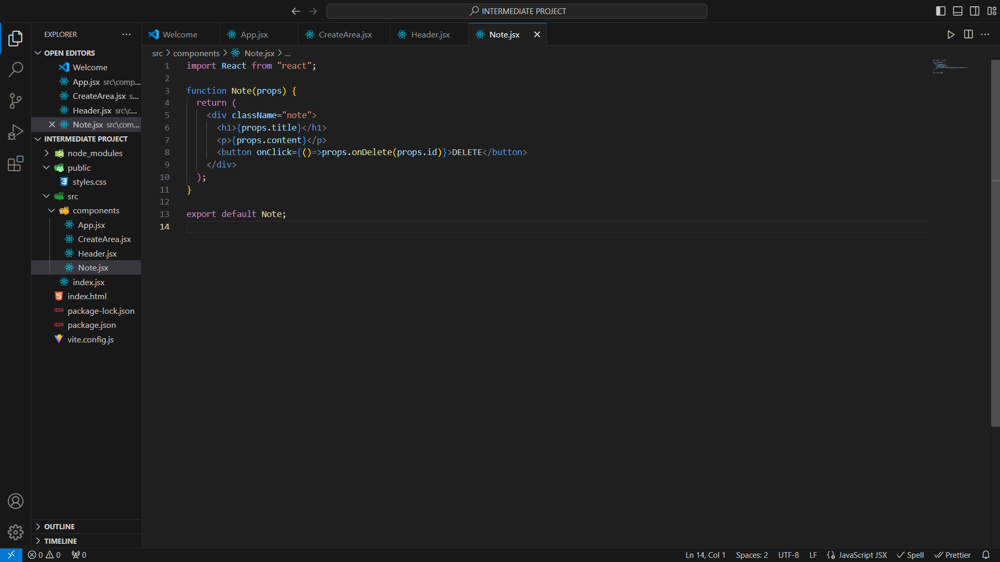 INTERMEDIATE PROJECT
EXPLORER
OPEN EDITORS
Welcome
App.jsx src\comp...
CreateArea.jsx s...
Header.jsx src\c...
Note.jsx src\com...
INTERMEDIATE PROJECT
node_modules
public
styles.css
src
components
App.jsx
CreateArea.jsx
Header.jsx
Note.jsx
index.jsx
index.html
package-lock.json
package.json
vite.config.js
OUTLINE
TIMELINE
Welcome App.jsx CreateArea.jsx Header.jsx Note.jsx
src > components > Note.jsx > ...
1 import React from "react";
2
3 function Note(props) {
4   return (
5     <div className="note">
6       <h1>{props.title}</h1>
7       <p>{props.content}</p>
8       <button onClick={()=>props.onDelete(props.id)}>DELETE</button>
9     </div>
10   );
11 }
12
13 export default Note;
14
0 0 0 Ln 14, Col 1 Spaces: 2 UTF-8 LF JavaScript JSX Spell Prettier